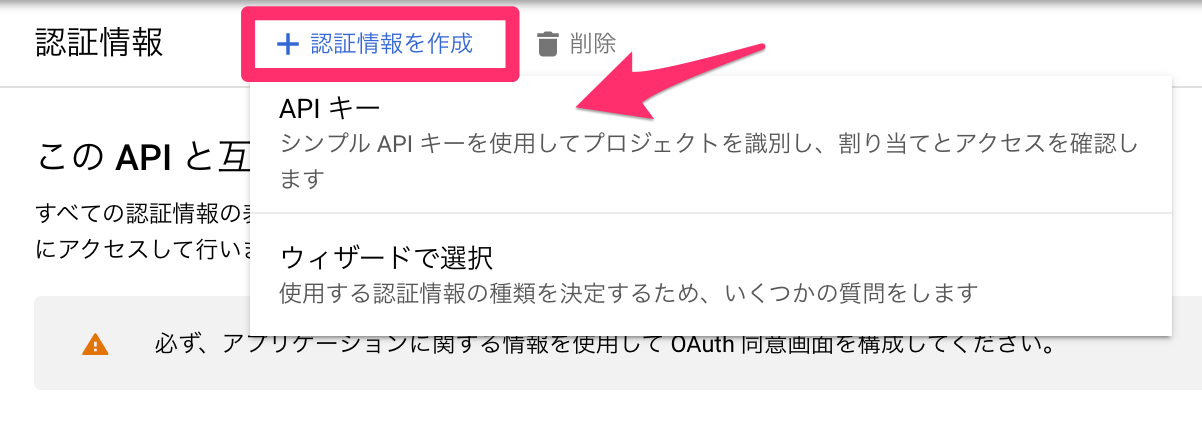 認証情報
+ 認証情報を作成
削除
API キー
シンプル API キーを使用してプロジェクトを識別し、割り当てとアクセスを確認し
ます
ウィザードで選択
使用する認証情報の種類を決定するため、いくつかの質問をします
この API と互
すべての認証情報の
にアクセスして行い
必ず、アプリケーションに関する情報を使用して OAuth 同意画面を構成してください。